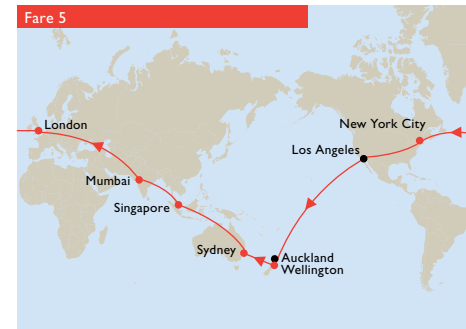 Fare 5
London
New York City
Los Angeles
Mumbai
Singapore
Sydney
Auckland
Wellington